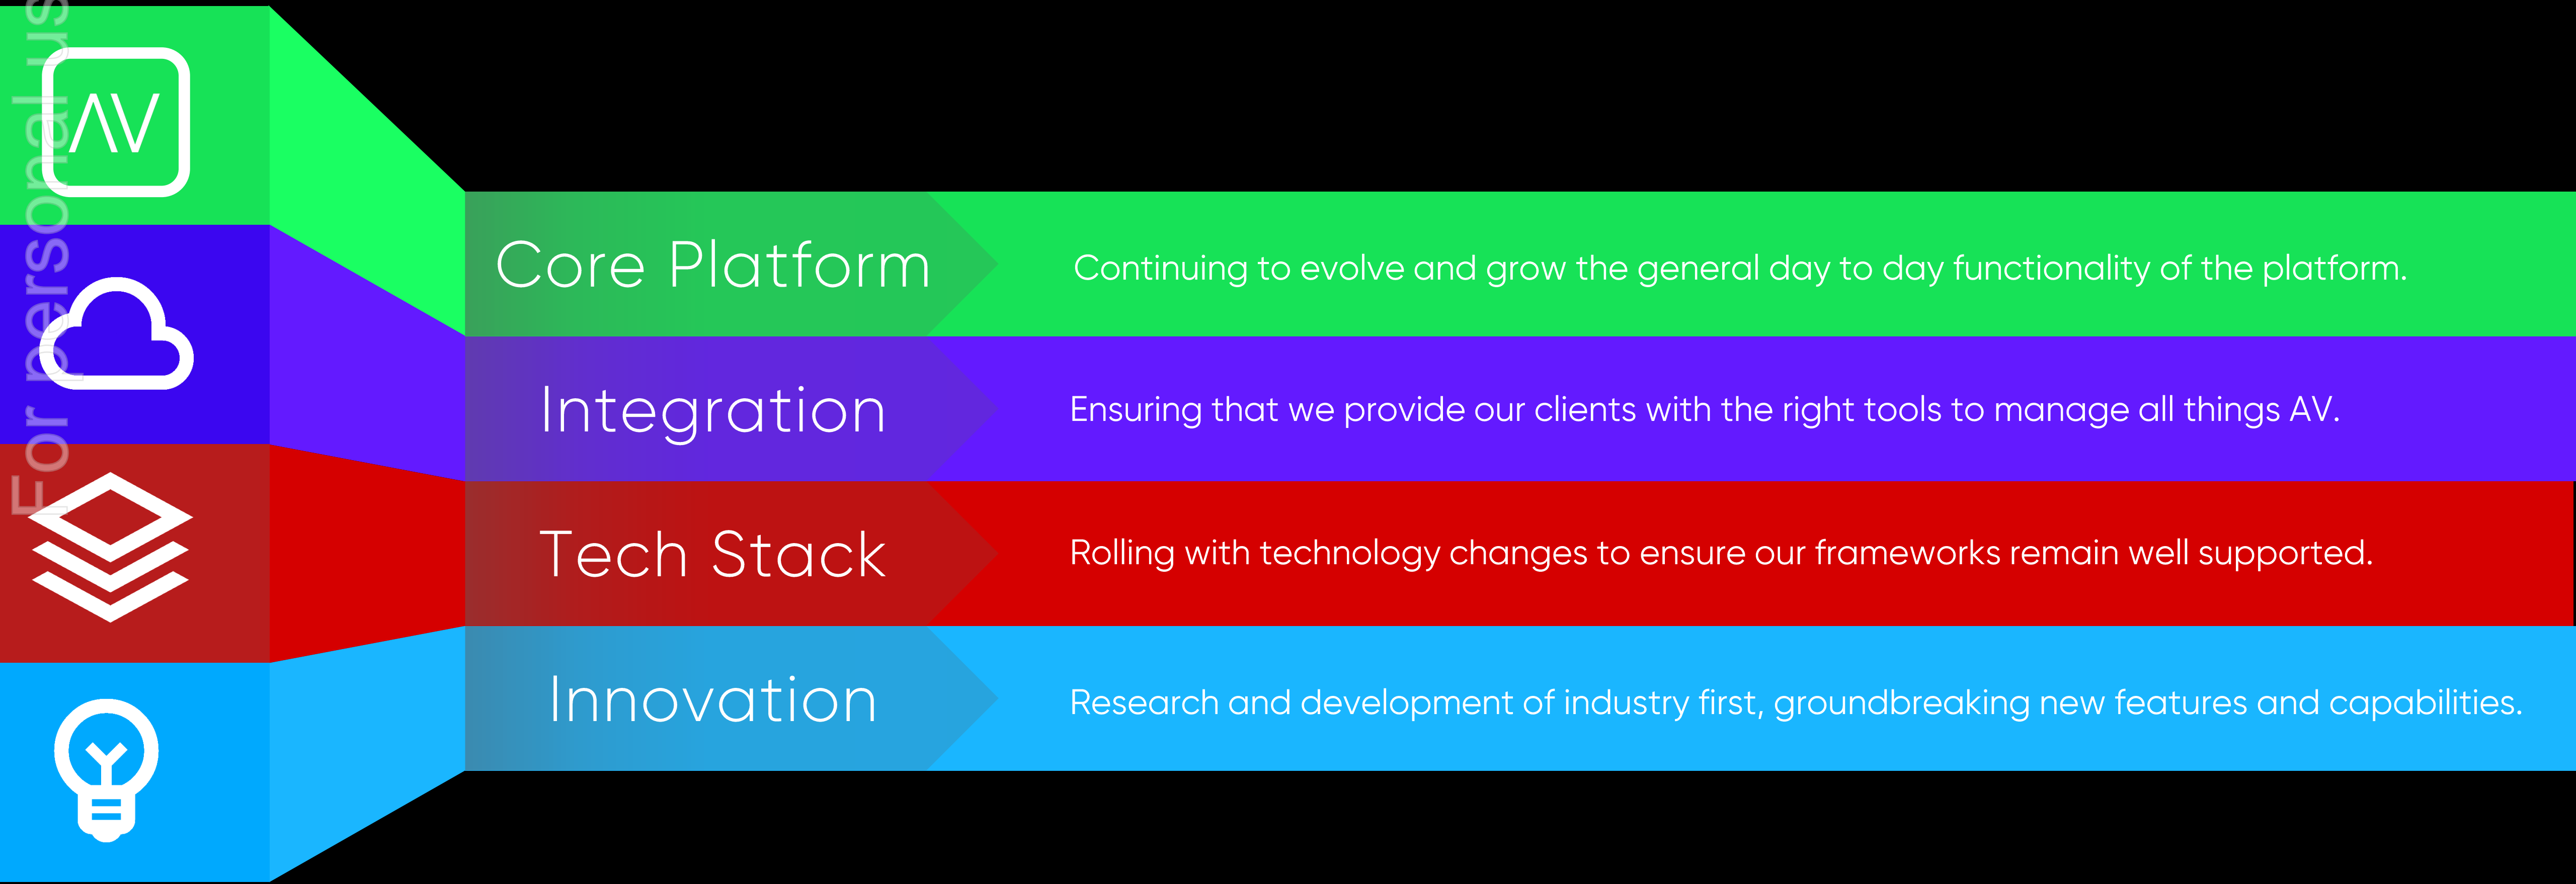 For personal us
AV
Core Platform
Continuing to evolve and grow the general day to day functionality of the platform.
Integration
Ensuring that we provide our clients with the right tools to manage all things AV.
Tech Stack
Rolling with technology changes to ensure our frameworks remain well supported.
Innovation
Research and development of industry first, groundbreaking new features and capabilities.